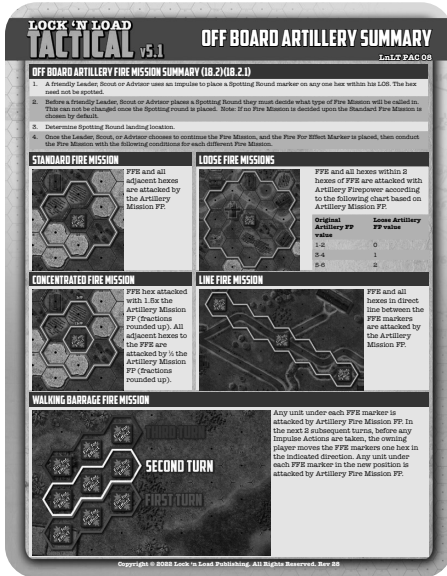 LOCK 'N LOAD
TACTICAL v5.1
OFF BOARD ARTILLERY SUMMARY
LnLT PAC 08
OFF BOARD ARTILLERY FIRE MISSION SUMMARY (18.2)(18.2.1)
1. A friendly Leader, Scout or Advisor uses an impulse to place a Spotting Round marker on any one hex within his LOS. The hex
need not be spotted.
2. Before a friendly Leader, Scout or Advisor places a Spotting Round they must decide what type of Fire Mission will be called in.
This can not be changed once the Spotting round is placed. Note: If no Fire Mission is decided upon the Standard Fire Mission is
chosen by default.
3. Determine Spotting Round landing location.
4. Once the Leader, Scout, or Advisor chooses to continue the Fire Mission, and the Fire For Effect Marker is placed, then conduct
the Fire Mission with the following conditions for each different Fire Mission.
STANDARD FIRE MISSION
FFE and all
adjacent hexes
are attacked by
the Artillery
Mission FP.
LOOSE FIRE MISSIONS
FFE and all hexes within 2
hexes of FFE are attacked with
Artillery Firepower according
to the following chart based on
Artillery Mission FP.
Original Loose Artillery
Artillery FP FP value
value
1-2 0
3-4 1
5-6 2
CONCENTRATED FIRE MISSION
FFE hex attacked
with 1.5x the
Artillery Mission
FP (fractions
rounded up). All
adjacent hexes to
the FFE are
attacked by ½ the
Artillery Mission
FP (fractions
rounded up).
LINE FIRE MISSION
FFE and all
hexes in direct
line between the
FFE markers
are attacked by
the Artillery
Mission FP.
WALKING BARRAGE FIRE MISSION
THIRD TURN
SECOND TURN
FIRST TURN
Any unit under each FFE marker is
attacked by Artillery Fire Mission FP. In
the next 2 subsequent turns, before any
Impulse Actions are taken, the owning
player moves the FFE markers one hex in
the indicated direction. Any unit under
each FFE marker in the new position is
attacked by Artillery Fire Mission FP.
Copyright © 2022 Lock 'n Load Publishing. All Rights Reserved. Rev 28